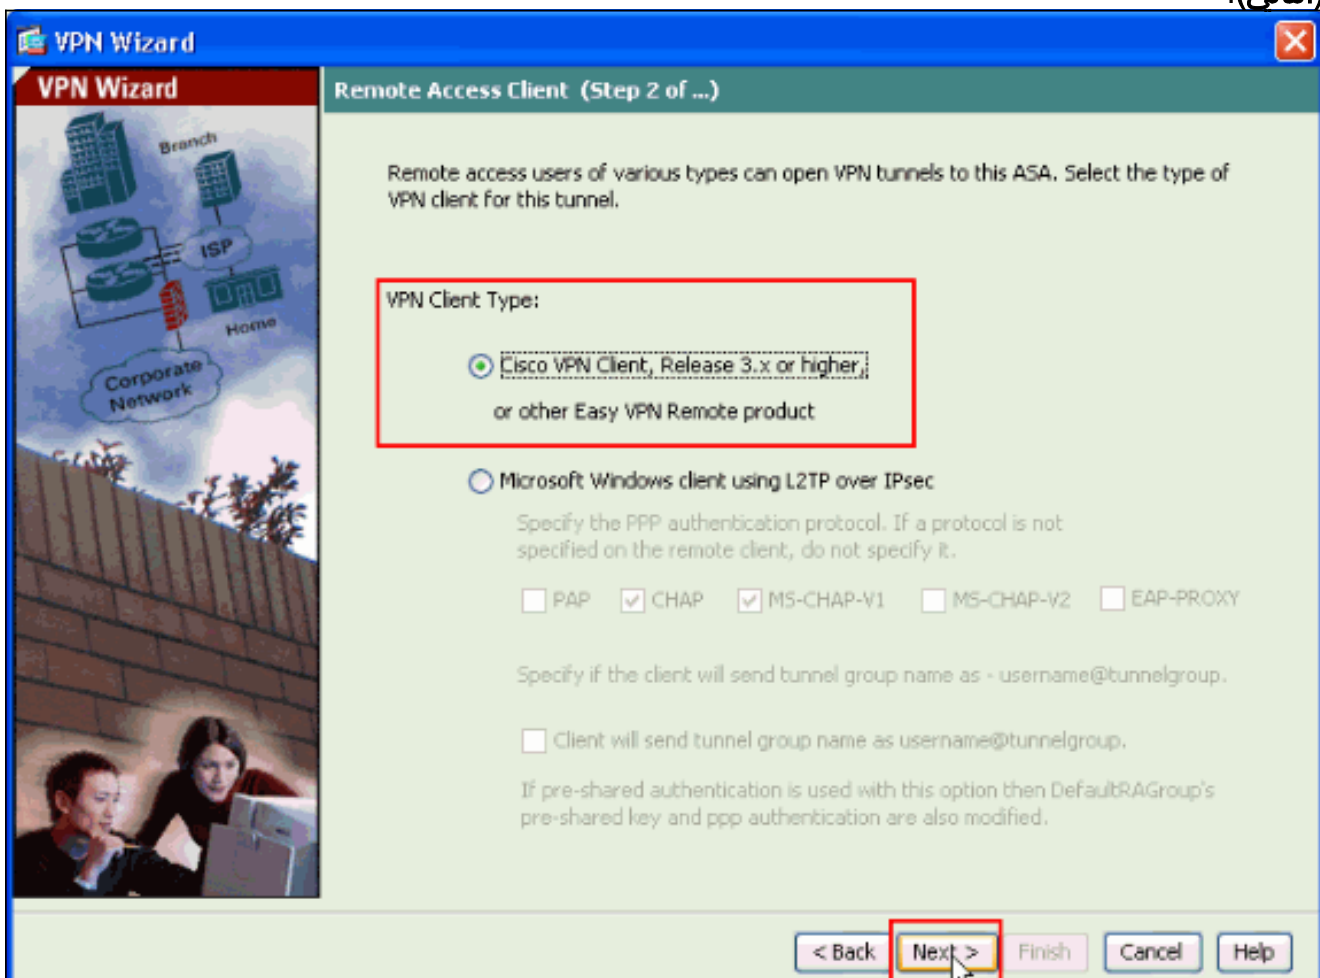 VPN Wizard
VPN Wizard
Remote Access Client (Step 2 of ...)
Branch
ISP
Home
Corporate
Network
Remote access users of various types can open VPN tunnels to this ASA. Select the type of
VPN client for this tunnel.
VPN Client Type:
Cisco VPN Client, Release 3.x or higher,
or other Easy VPN Remote product
Microsoft Windows client using L2TP over IPsec
Specify the PPP authentication protocol. If a protocol is not
specified on the remote client, do not specify it.
PAP CHAP MS-CHAP-V1 MS-CHAP-V2 EAP-PROXY
Specify if the client will send tunnel group name as - username@tunnelgroup.
Client will send tunnel group name as username@tunnelgroup.
If pre-shared authentication is used with this option then DefaultRAGroup's
pre-shared key and ppp authentication are also modified.
< Back Next > Finish Cancel Help